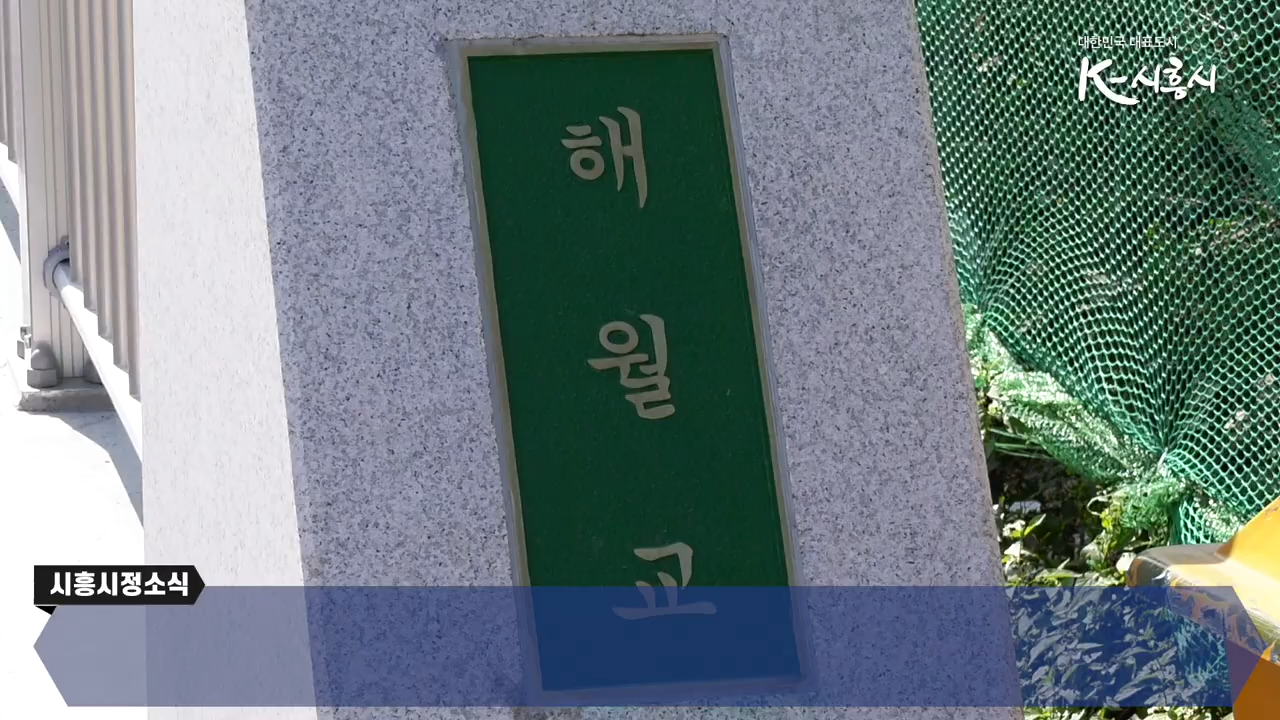 대한민국 대표도시
K-시흥시
해
월
교
시흥시정소식